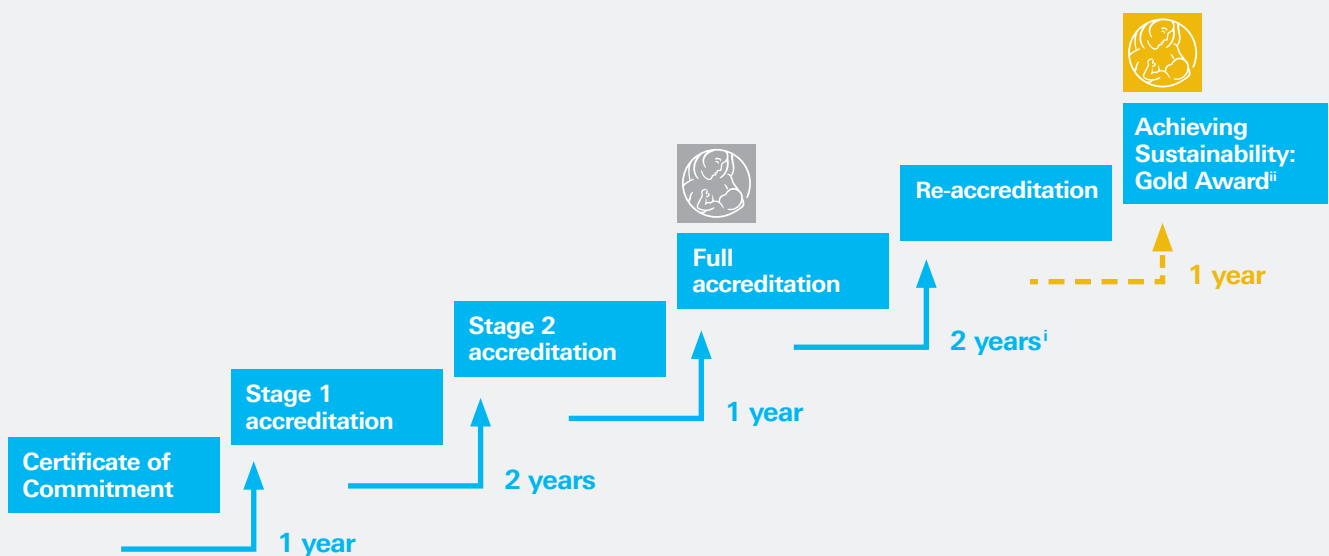 Certificate of
Commitment
1 year
Stage 1
accreditation
2 years
Stage 2
accreditation
1 year
Full
accreditation
2 yearsⁱ
Re-accreditation
1 year
Achieving
Sustainability:
Gold Awardⁱⁱ